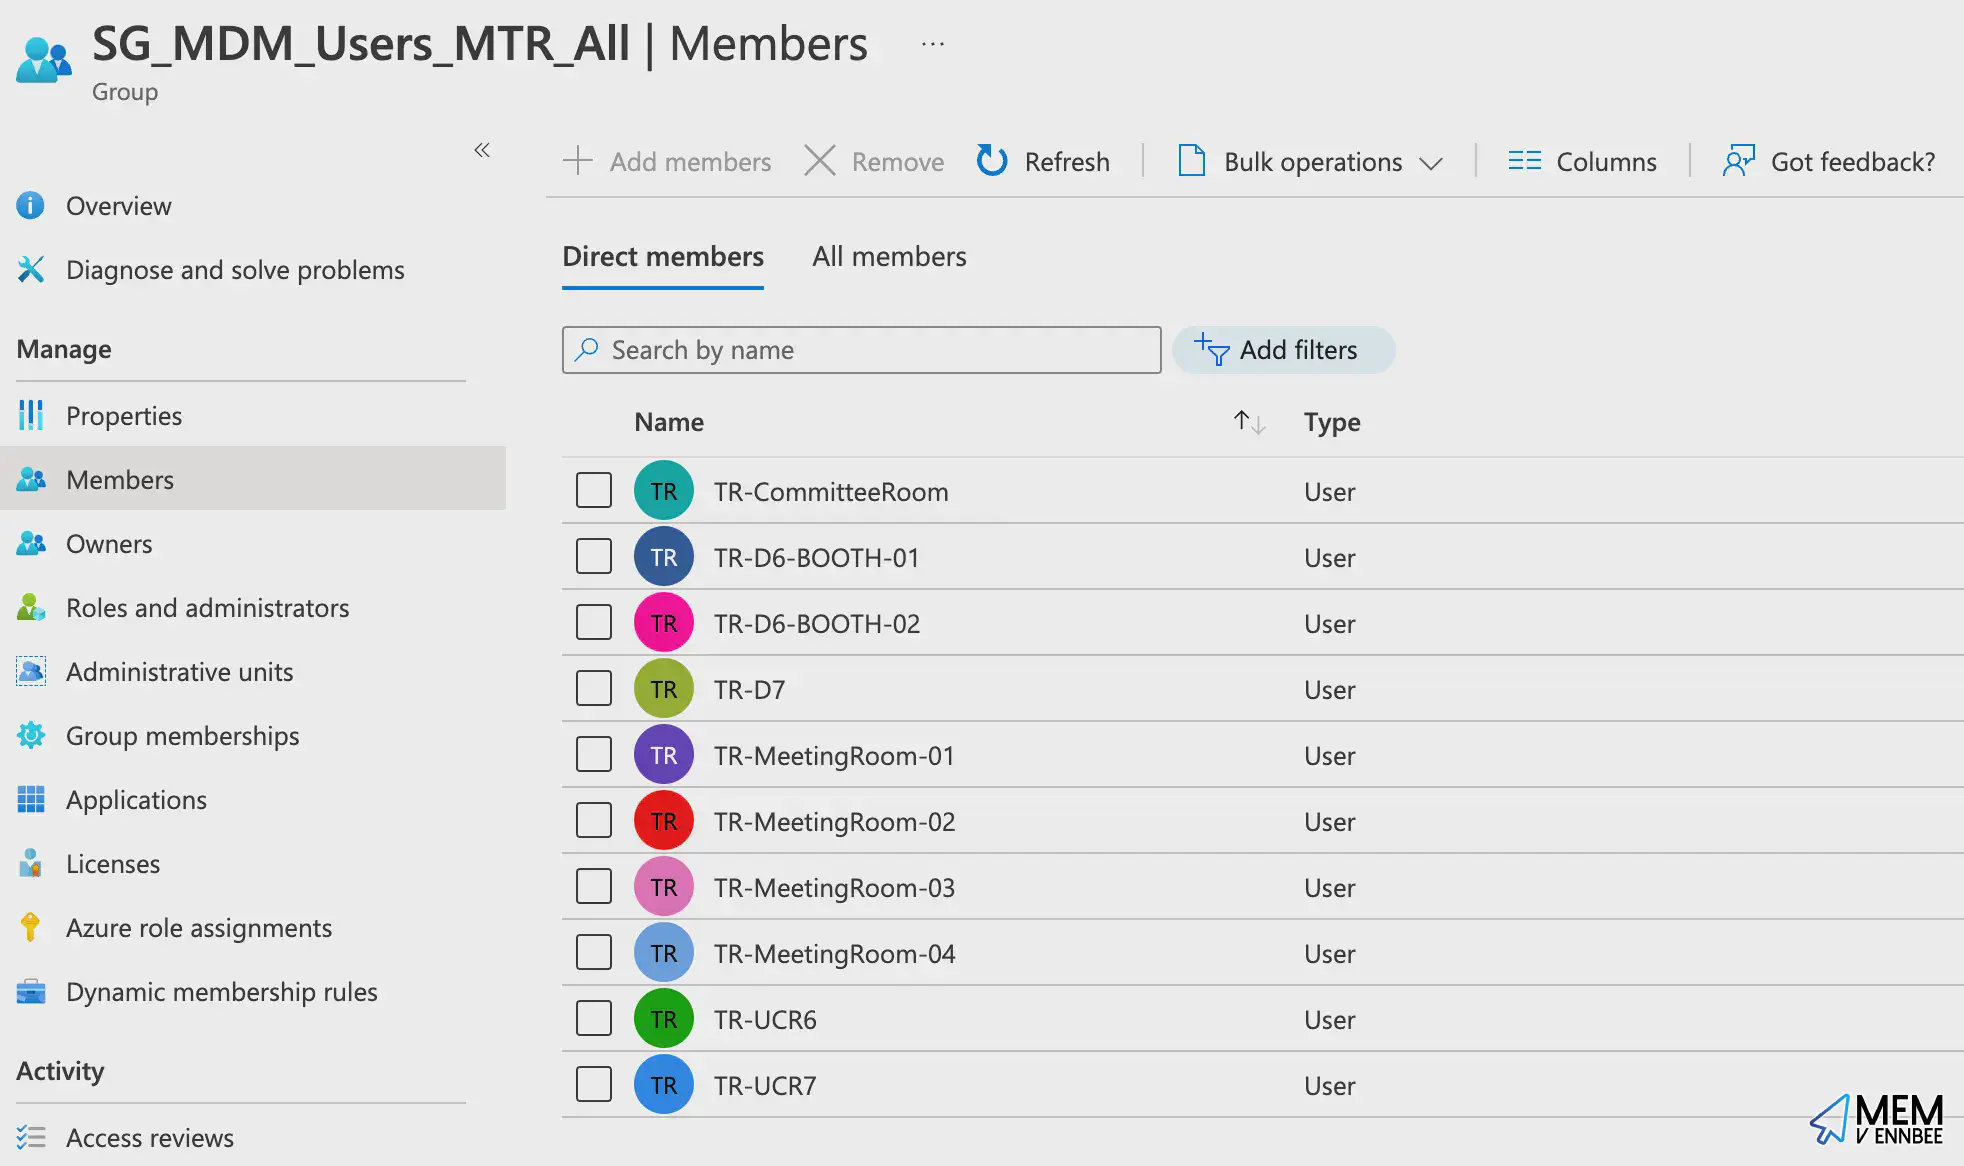 SG_MDM_Users_MTR_All | Members ...
Group
«
Overview
Diagnose and solve problems
Manage
Properties
Members
Owners
Roles and administrators
Administrative units
Group memberships
Applications
Licenses
Azure role assignments
Dynamic membership rules
Activity
Access reviews
Add members Remove Refresh Bulk operations Columns Got feedback?
Direct members All members
Search by name Add filters
Name Type
TR TR-CommitteeRoom User
TR TR-D6-BOOTH-01 User
TR TR-D6-BOOTH-02 User
TR TR-D7 User
TR TR-MeetingRoom-01 User
TR TR-MeetingRoom-02 User
TR TR-MeetingRoom-03 User
TR TR-MeetingRoom-04 User
TR TR-UCR6 User
TR TR-UCR7 User
MEM
V ENNBEE